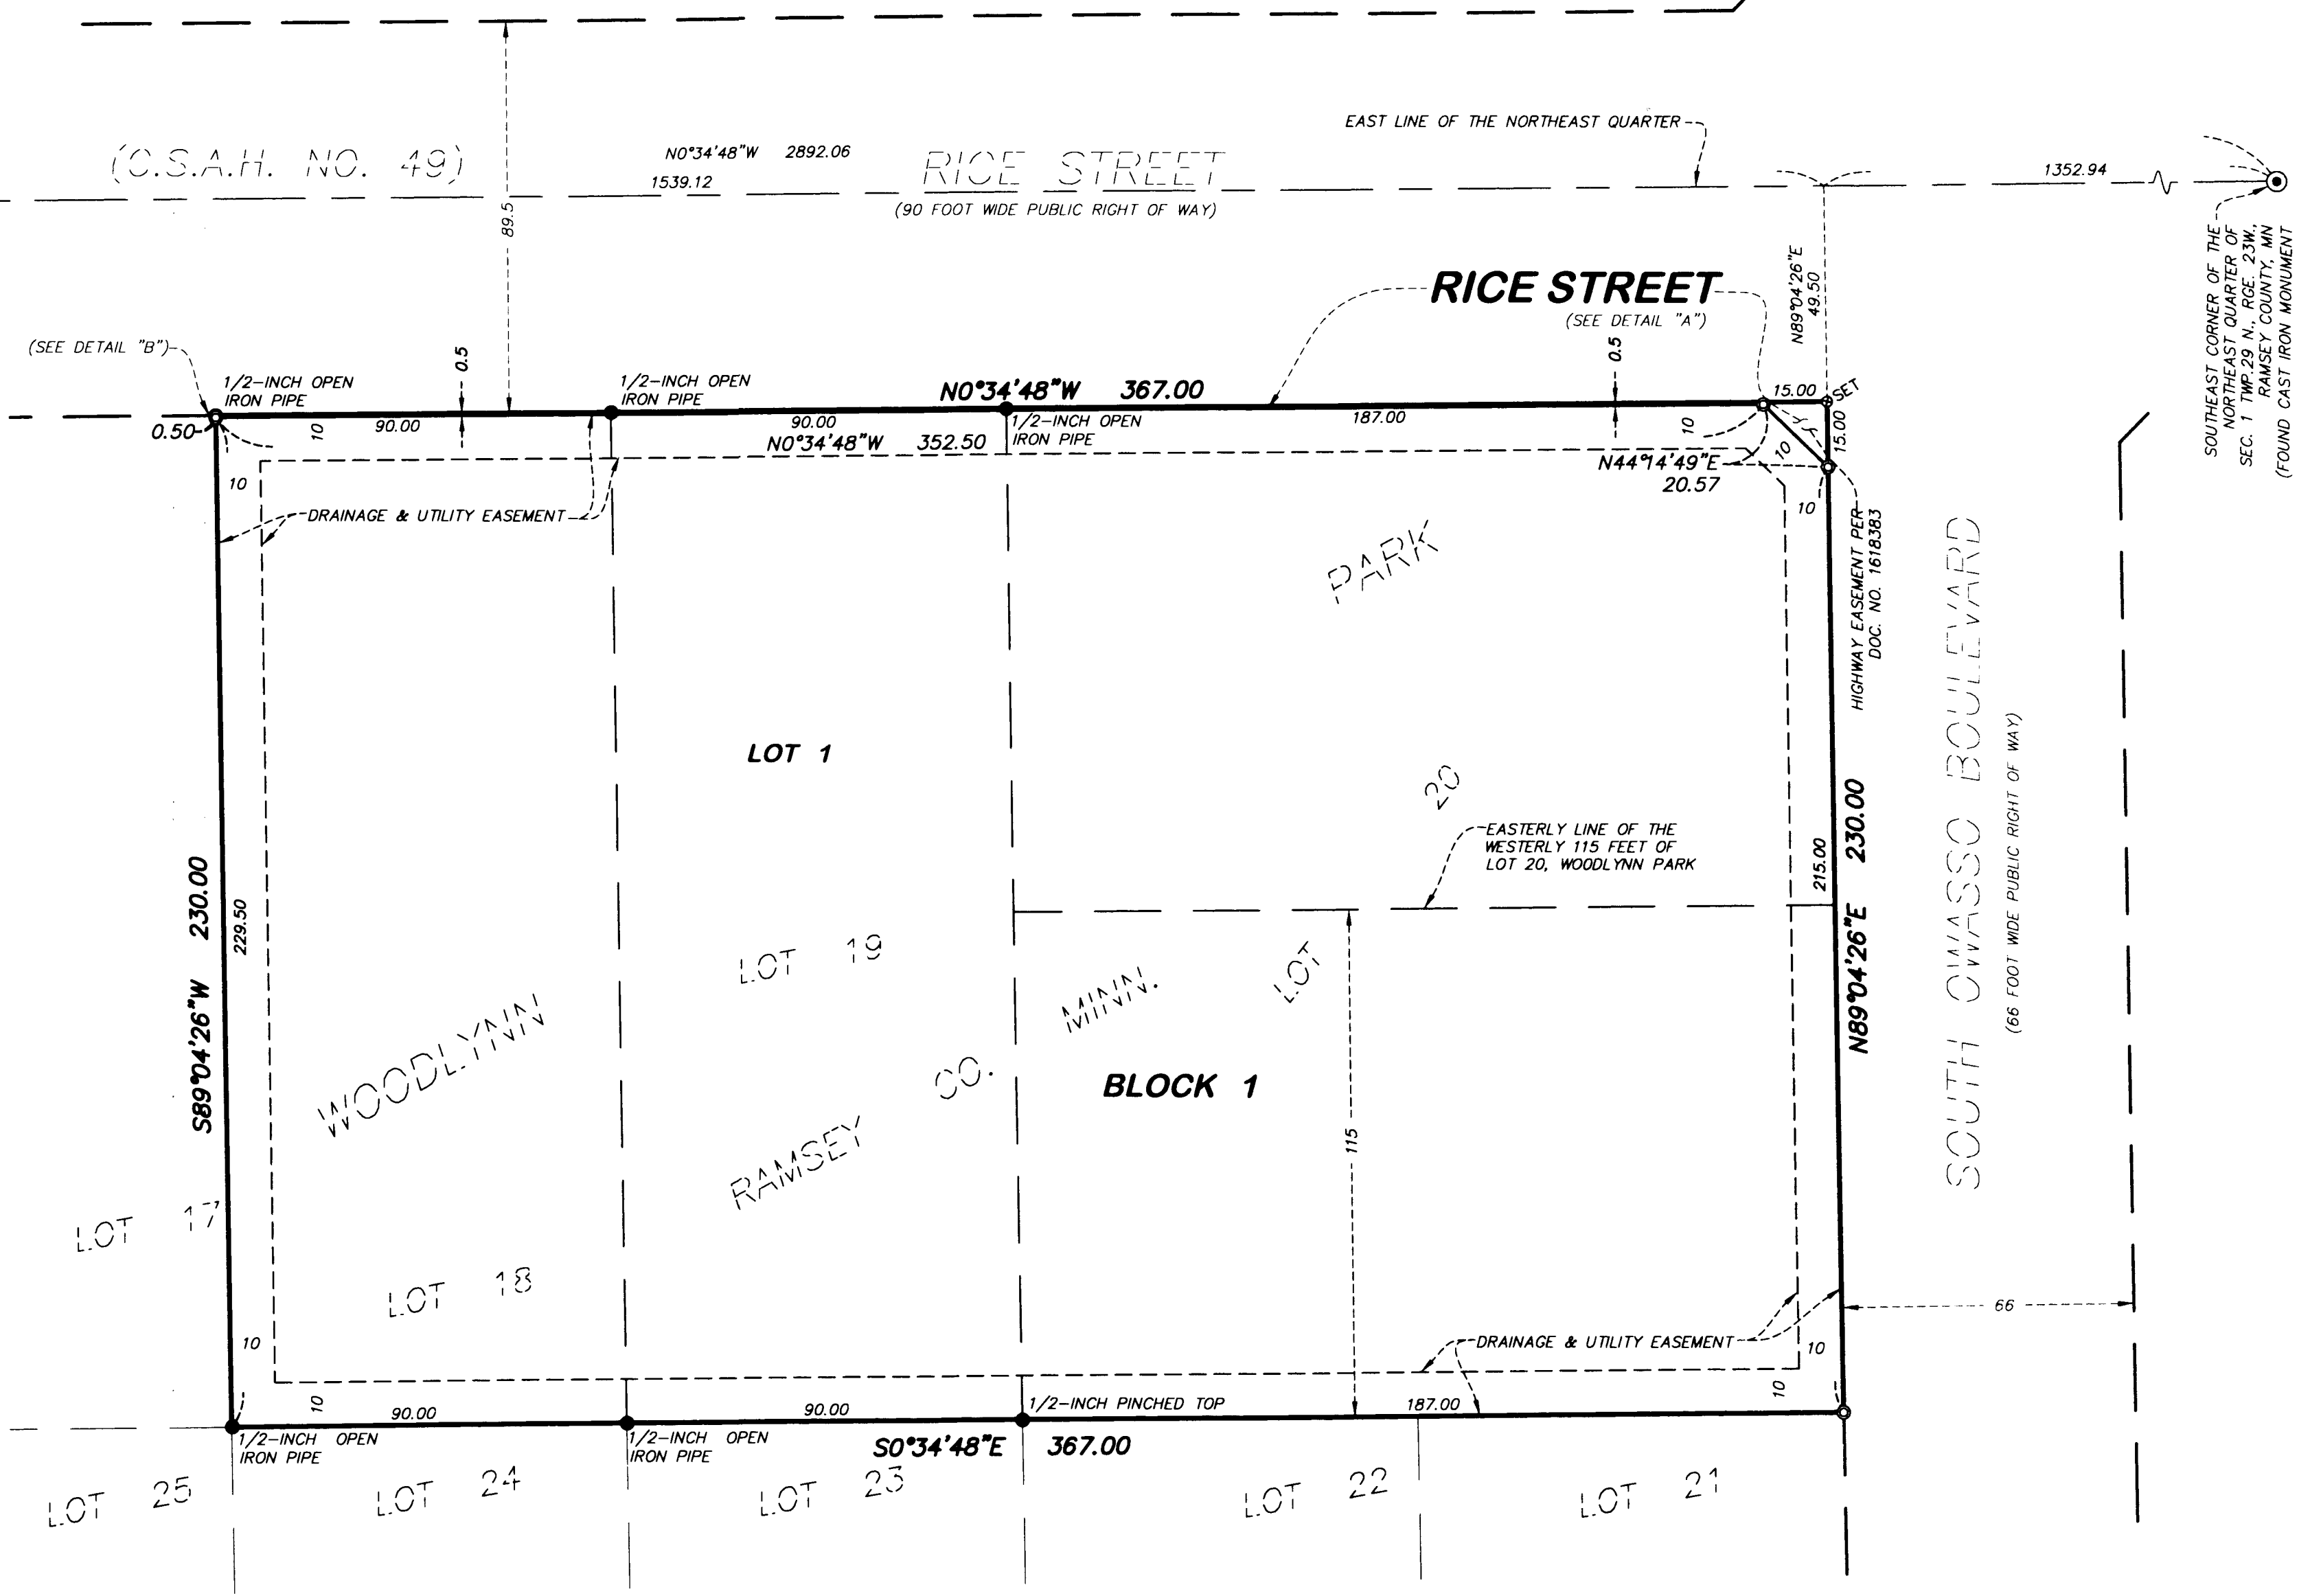 EAST LINE OF THE NORTHEAST QUARTER
(C.S.A.H. NO. 49)
N0°34'48"W 2892.06
1539.12
RICE STREET
(90 FOOT WIDE PUBLIC RIGHT OF WAY)
1352.94
89.5
SOUTHEAST CORNER OF THE
NORTHEAST QUARTER OF
SEC. 1 TWP.29 N., RGE. 23W.,
RAMSEY COUNTY, MN
(FOUND CAST IRON MONUMENT
N89°04'26"E
49.50
RICE STREET
(SEE DETAIL "A")
(SEE DETAIL "B")
1/2-INCH OPEN
IRON PIPE
0.5
1/2-INCH OPEN
IRON PIPE
N0°34'48"W 367.00
0.5
15.00
SET
0.50
10
90.00
90.00
1/2-INCH OPEN
IRON PIPE
187.00
10
15.00
N0°34'48"W 352.50
N44°14'49"E
20.57
10
10
10
DRAINAGE & UTILITY EASEMENT
HIGHWAY EASEMENT PER
DOC. NO. 1618383
PARK
LOT 1
20
EASTERLY LINE OF THE
WESTERLY 115 FEET OF
LOT 20, WOODLYNN PARK
S89°04'26"W 230.00
229.50
215.00
N89°04'26"E 230.00
SOUTH OWASSO BOULEVARD
(66 FOOT WIDE PUBLIC RIGHT OF WAY)
LOT 19
LOT
MINN.
WOODLYNN
CO.
BLOCK 1
RAMSEY
115
LOT 17
LOT 18
66
10
DRAINAGE & UTILITY EASEMENT
10
10
90.00
90.00
1/2-INCH PINCHED TOP
187.00
10
1/2-INCH OPEN
IRON PIPE
1/2-INCH OPEN
IRON PIPE
S0°34'48"E 367.00
LOT 25
LOT 24
LOT 23
LOT 22
LOT 21